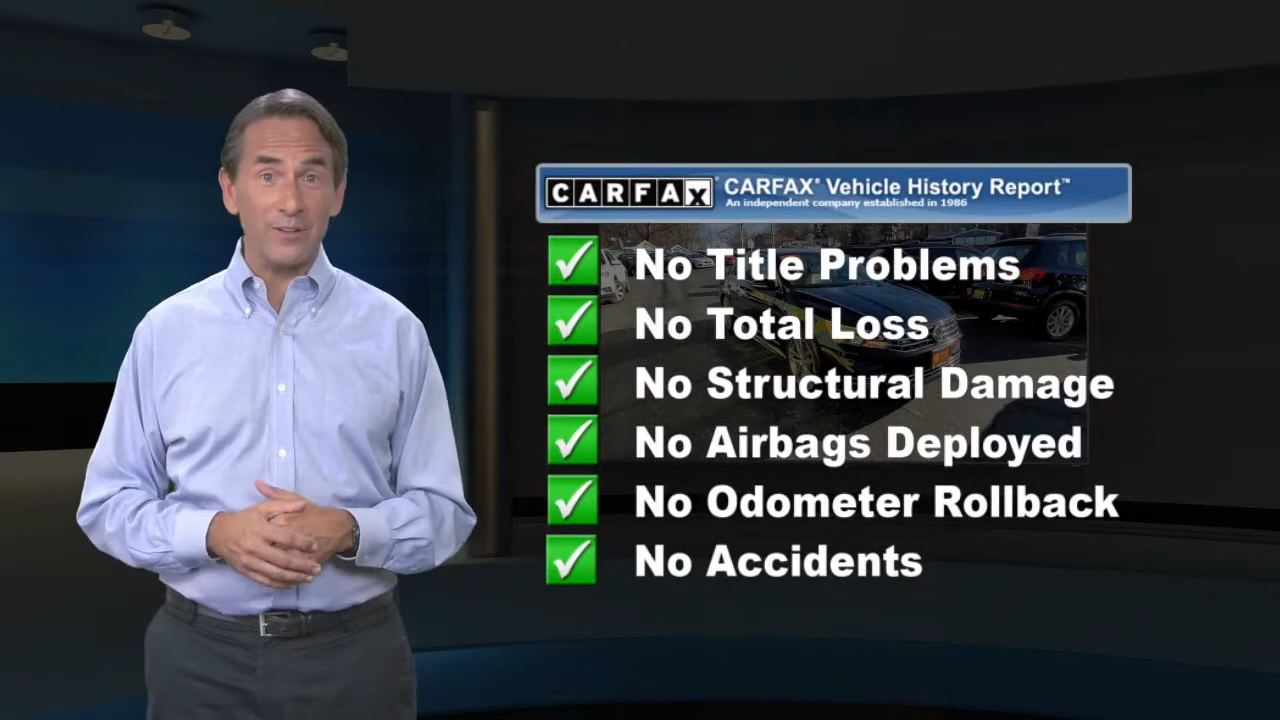 CARFAX CARFAX® Vehicle History Report™
An independent company established in 1986
No Title Problems
No Total Loss
No Structural Damage
No Airbags Deployed
No Odometer Rollback
No Accidents